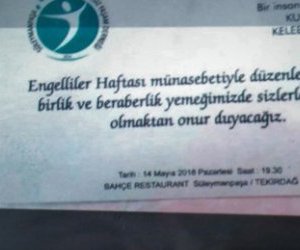 Bir insan
KU
KELEB
Engelliler Haftası münasebetiyle düzenle
birlik ve beraberlik yemeğimizde sizlerl
olmaktan onur duyacağız.
Tarih : 14 Mayıs 2018 Pazartesi Saat : 19.30
BAHÇE RESTAURANT Süleymanpaşa / TEKİRDAĞ